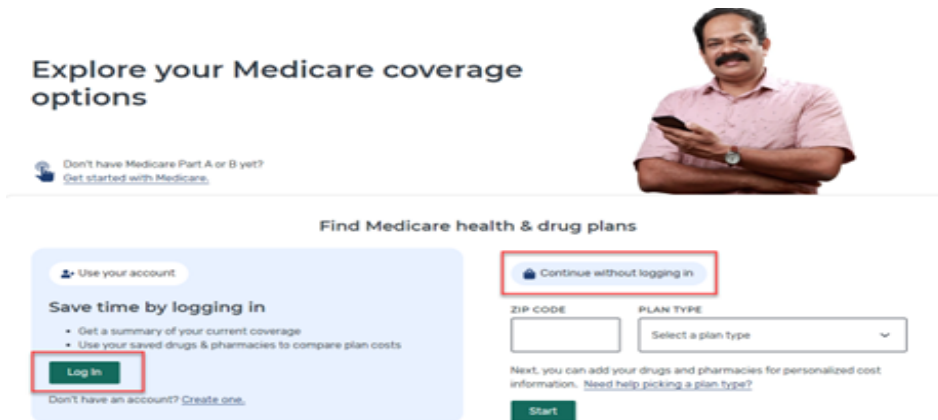 Explore your Medicare coverage
options
Don't have Medicare Part A or B yet?
Get started with Medicare.
Find Medicare health & drug plans
Use your account
Save time by logging in
• Get a summary of your current coverage
• Use your saved drugs & pharmacies to compare plan costs
Log In
Don't have an account? Create one.
Continue without logging in
ZIP CODE
PLAN TYPE
Select a plan type
Next, you can add your drugs and pharmacies for personalized cost
information. Need help picking a plan type?
Start